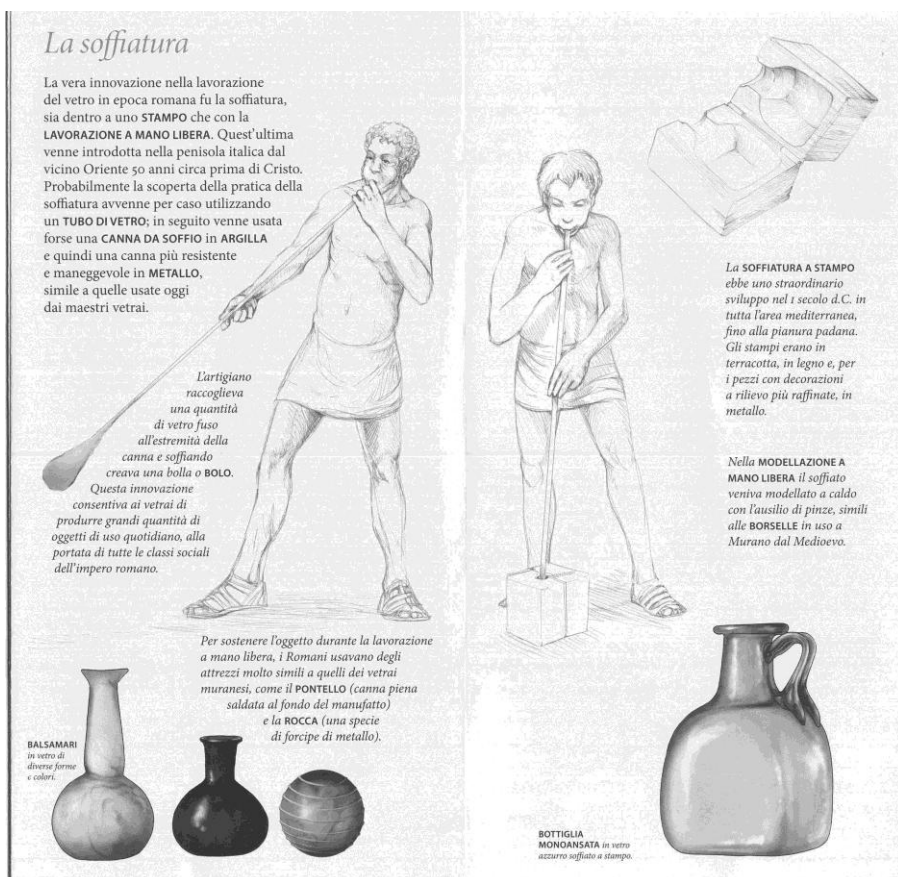 La soffiatura
La vera innovazione nella lavorazione
del vetro in epoca romana fu la soffiatura,
sia dentro a uno STAMPO che con la
LAVORAZIONE A MANO LIBERA. Quest'ultima
venne introdotta nella penisola italica dal
vicino Oriente 50 anni circa prima di Cristo.
Probabilmente la scoperta della pratica della
soffiatura avvenne per caso utilizzando
un TUBO DI VETRO; in seguito venne usata
forse una CANNA DA SOFFIO in ARGILLA
e quindi una canna più resistente
e maneggevole in METALLO,
simile a quelle usate oggi
dai maestri vetrai.
L'artigiano
raccoglieva
una quantità
di vetro fuso
all'estremità della
canna e soffiando
creava una bolla o BOLO.
Questa innovazione
consentiva ai vetrai di
produrre grandi quantità di
oggetti di uso quotidiano, alla
portata di tutte le classi sociali
dell'impero romano.
Per sostenere l'oggetto durante la lavorazione
a mano libera, i Romani usavano degli
attrezzi molto simili a quelli dei vetrai
muranesi, come il PONTELLO (canna piena
saldata al fondo del manufatto)
e la ROCCA (una specie
di forcipe di metallo).
BALSAMARI
in vetro di
diverse forme
e colori.
La SOFFIATURA A STAMPO
ebbe uno straordinario
sviluppo nel I secolo d.C. in
tutta l'area mediterranea,
fino alla pianura padana.
Gli stampi erano in
terracotta, in legno e, per
i pezzi con decorazioni
a rilievo più raffinate, in
metallo.
Nella MODELLAZIONE A
MANO LIBERA il soffiato
veniva modellato a caldo
con l'ausilio di pinze, simili
alle BORSELLE in uso a
Murano dal Medioevo.
BOTTIGLIA
MONOANSATA in vetro
azzurro soffiato a stampo.